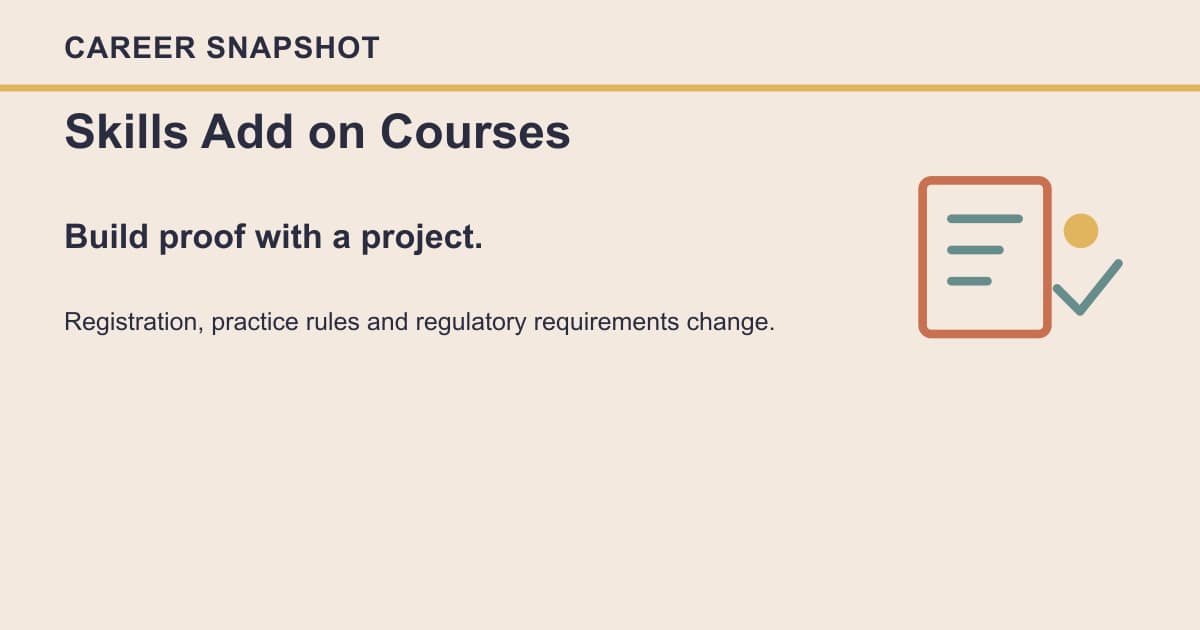 CAREER SNAPSHOT
Skills Add on Courses
Build proof with a project.
Registration, practice rules and regulatory requirements change.